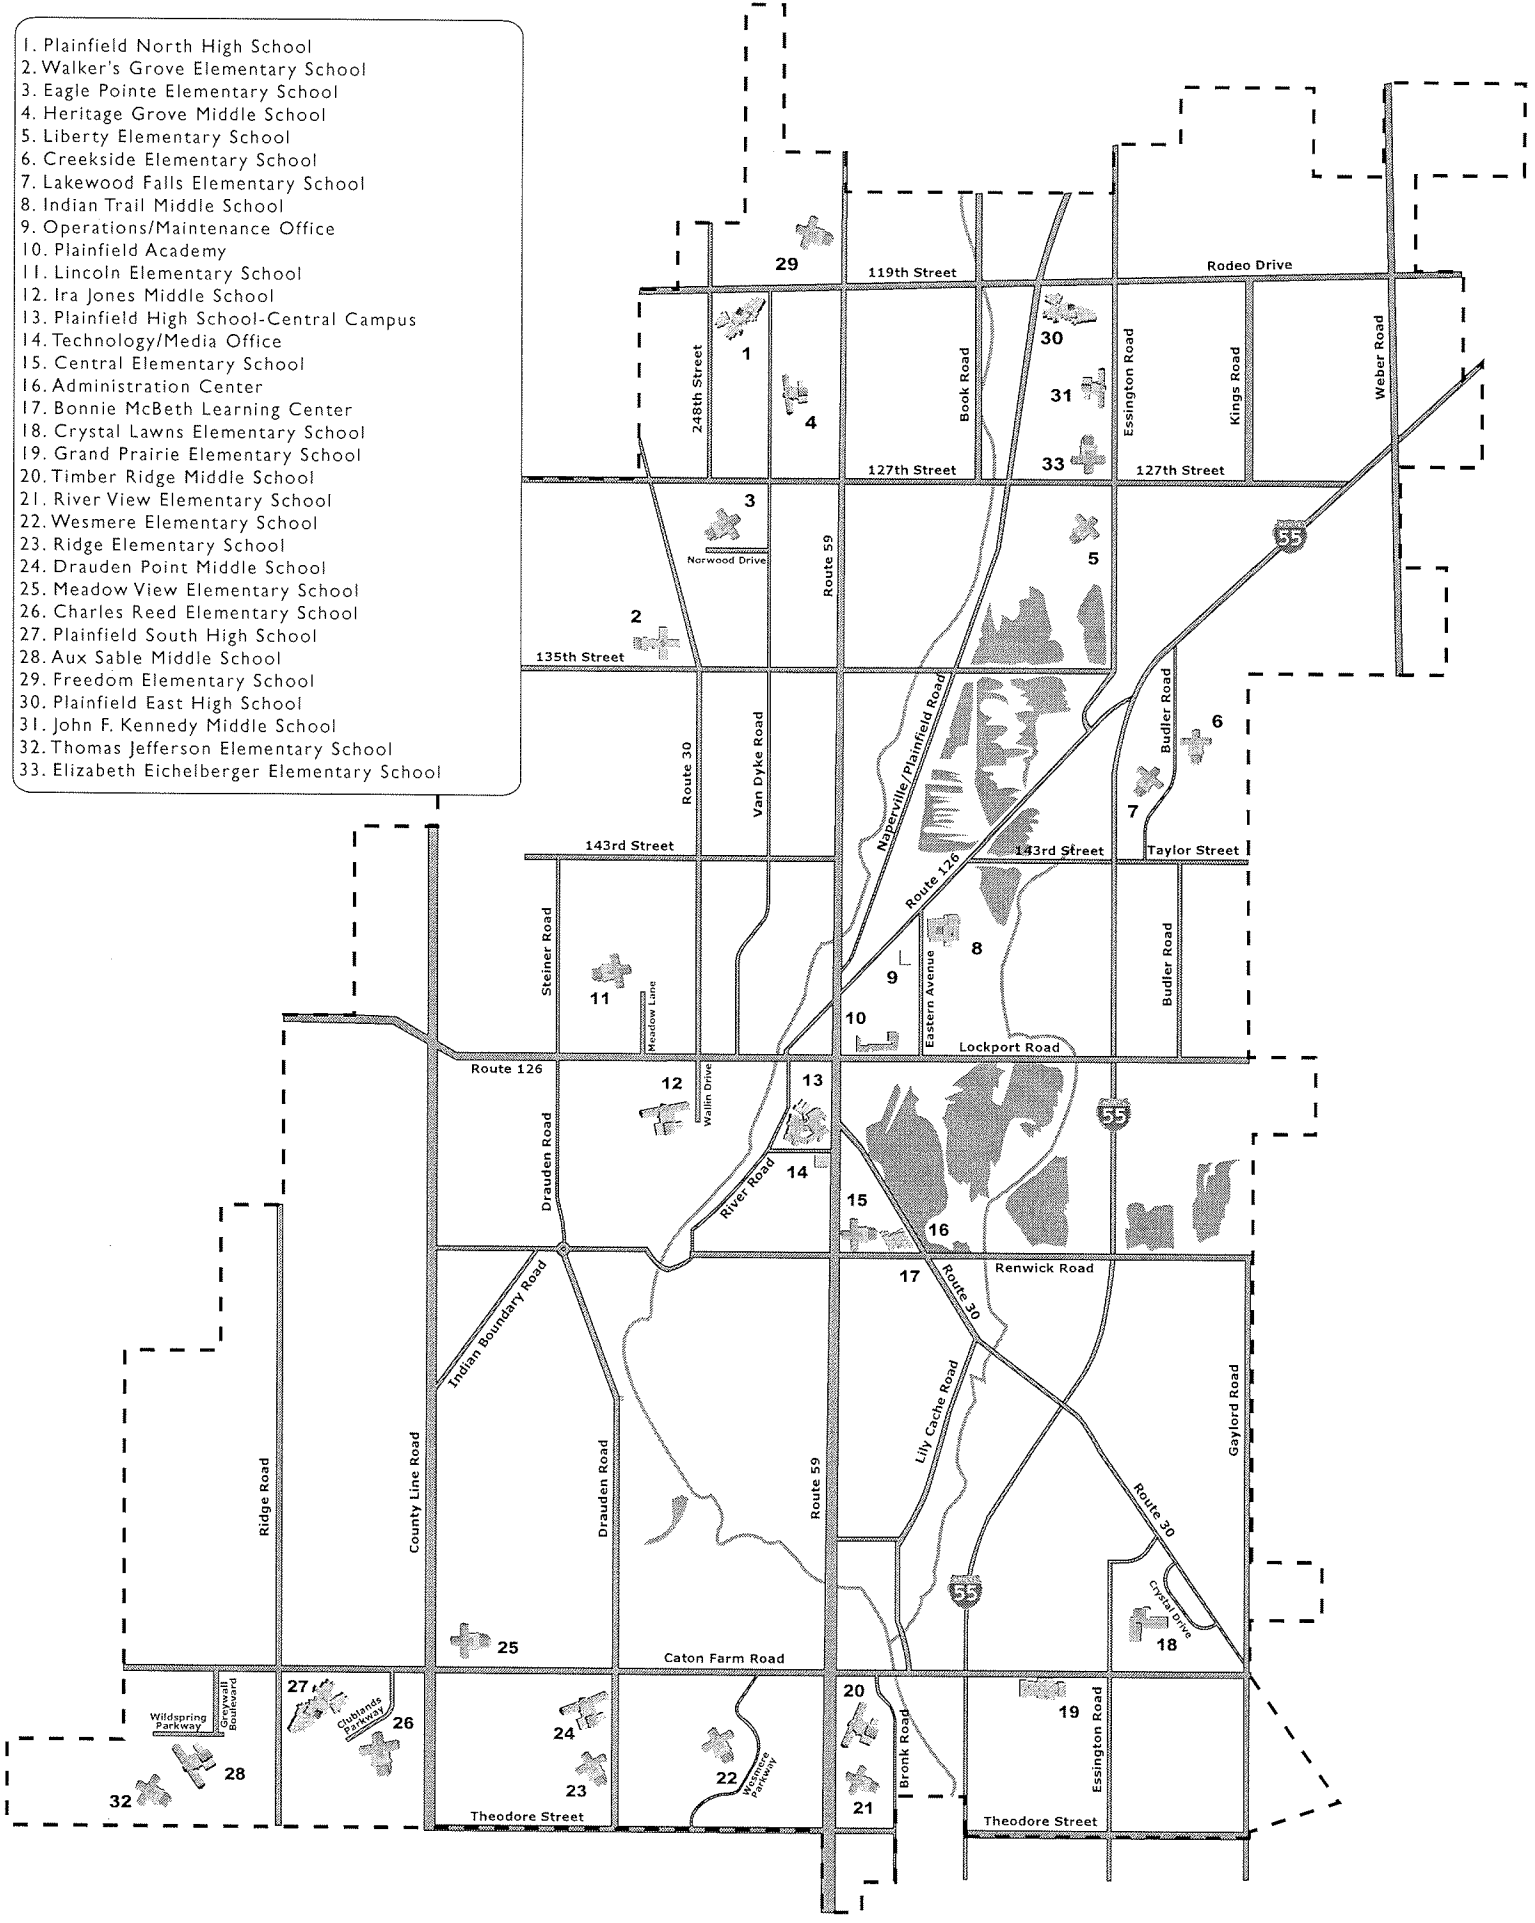 1. Plainfield North High School
2. Walker's Grove Elementary School
3. Eagle Pointe Elementary School
4. Heritage Grove Middle School
5. Liberty Elementary School
6. Creekside Elementary School
7. Lakewood Falls Elementary School
8. Indian Trail Middle School
9. Operations/Maintenance Office
10. Plainfield Academy
11. Lincoln Elementary School
12. Ira Jones Middle School
13. Plainfield High School-Central Campus
14. Technology/Media Office
15. Central Elementary School
16. Administration Center
17. Bonnie McBeth Learning Center
18. Crystal Lawns Elementary School
19. Grand Prairie Elementary School
20. Timber Ridge Middle School
21. River View Elementary School
22. Wesmere Elementary School
23. Ridge Elementary School
24. Drauden Point Middle School
25. Meadow View Elementary School
26. Charles Reed Elementary School
27. Plainfield South High School
28. Aux Sable Middle School
29. Freedom Elementary School
30. Plainfield East High School
31. John F. Kennedy Middle School
32. Thomas Jefferson Elementary School
33. Elizabeth Eichelberger Elementary School
29
119th Street
Rodeo Drive
1
30
248th Street
Book Road
Essington Road
Kings Road
Weber Road
4
31
33
127th Street
127th Street
3
Norwood Drive
Route 59
5
55
2
135th Street
Naperville/Plainfield Road
Budler Road
6
Route 30
Van Dyke Road
7
143rd Street
Route 126
143rd Street
Taylor Street
Steiner Road
11
Meadow Lane
8
9
Eastern Avenue
Budler Road
10
Lockport Road
Route 126
12
Wallin Drive
13
55
Drauden Road
14
River Road
15
16
17
Renwick Road
Route 30
Indian Boundary Road
Lily Cache Road
Gaylord Road
Ridge Road
County Line Road
Drauden Road
Route 59
Route 30
55
Crystal Drive
18
25
Caton Farm Road
27
Greywall
Boulevard
Wildspring
Parkway
Clublands
Parkway
26
28
32
24
23
22
Wesmere
Parkway
20
21
Bronk Road
19
Essington Road
Theodore Street
Theodore Street